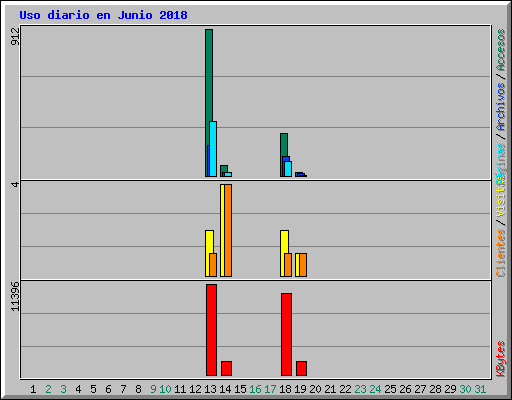 Uso diario en Junio 2018
912
4
11396
Accesos / Archivos / Páginas
Visitas / Clientes
KBytes
1 2 3 4 5 6 7 8 9 10 11 12 13 14 15 16 17 18 19 20 21 22 23 24 25 26 27 28 29 30 31